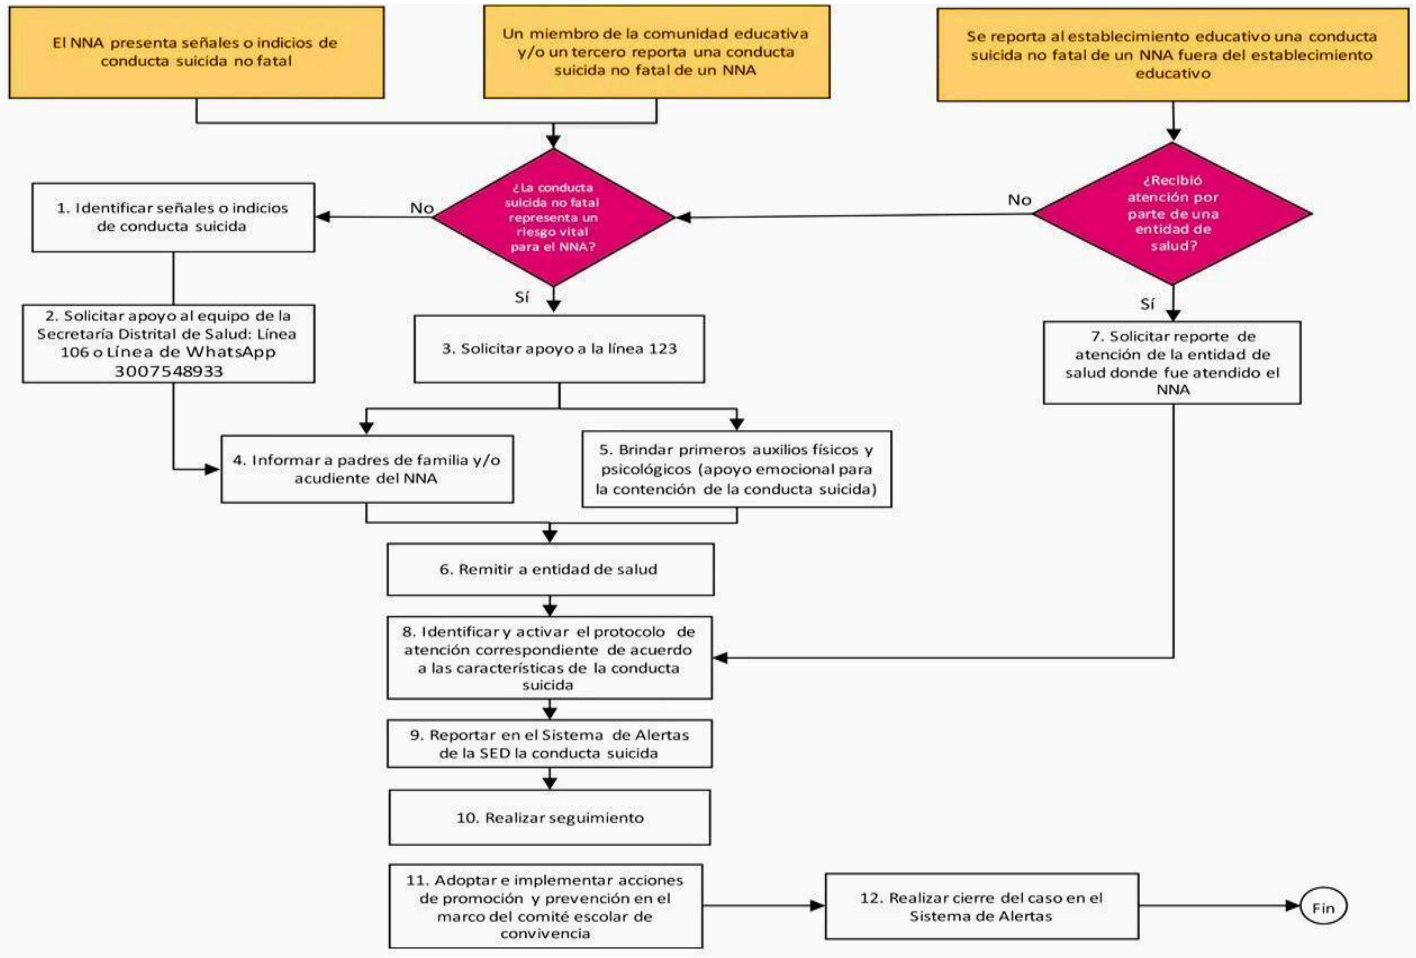 El NNA presenta señales o indicios de
conducta suicida no fatal
Un miembro de la comunidad educativa
y/o un tercero reporta una conducta
suicida no fatal de un NNA
Se reporta al establecimiento educativo una conducta
suicida no fatal de un NNA fuera del establecimiento
educativo
¿La conducta
suicida no fatal
representa un
riesgo vital
para el NNA?
¿Recibió
atención por
parte de una
entidad de
salud?
No
No
Sí
Sí
1. Identificar señales o indicios
de conducta suicida
2. Solicitar apoyo al equipo de la
Secretaría Distrital de Salud: Línea
106 o Línea de WhatsApp
3007548933
3. Solicitar apoyo a la línea 123
7. Solicitar reporte de
atención de la entidad de
salud donde fue atendido el
NNA
4. Informar a padres de familia y/o
acudiente del NNA
5. Brindar primeros auxilios físicos y
psicológicos (apoyo emocional para
la contención de la conducta suicida)
6. Remitir a entidad de salud
8. Identificar y activar el protocolo de
atención correspondiente de acuerdo
a las características de la conducta
suicida
9. Reportar en el Sistema de Alertas
de la SED la conducta suicida
10. Realizar seguimiento
11. Adoptar e implementar acciones
de promoción y prevención en el
marco del comité escolar de
convivencia
12. Realizar cierre del caso en el
Sistema de Alertas
Fin